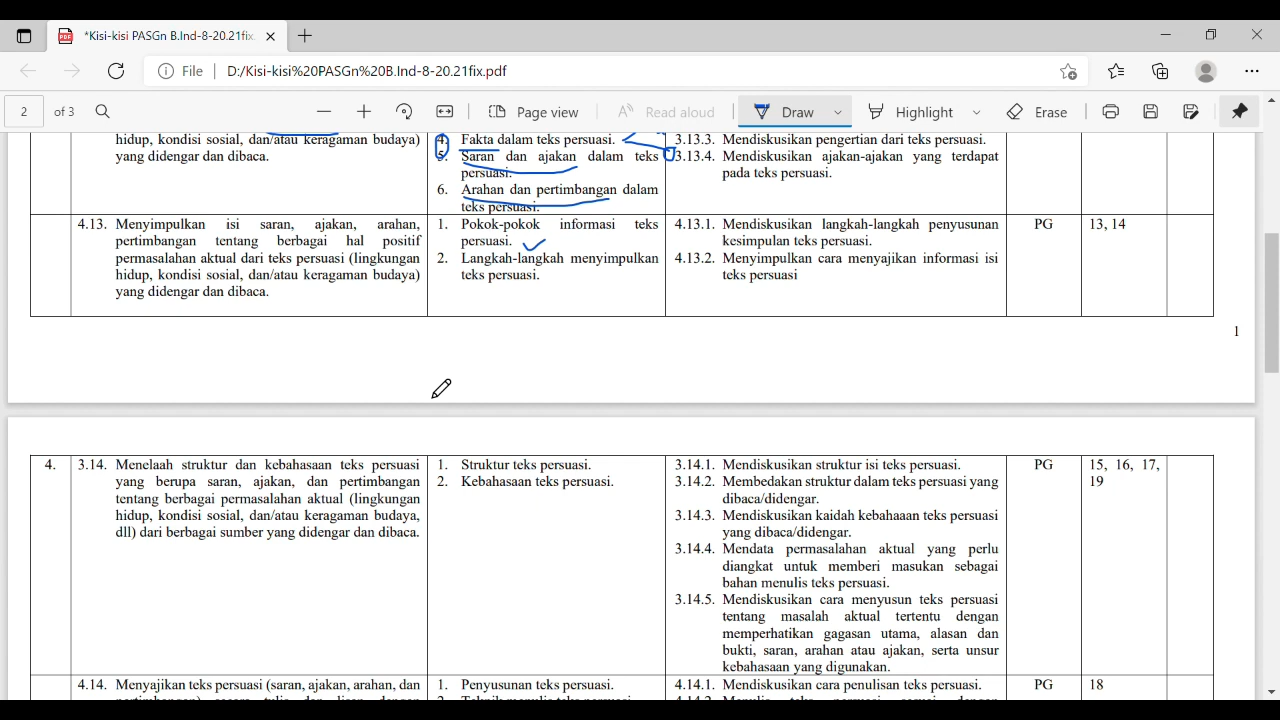 *Kisi-kisi PASGn B.Ind-8-20.21fix.
File
D:/Kisi-kisi%20PASGn%20B.Ind-8-20.21fix.pdf
2 of 3
Page view
Read aloud
Draw
Highlight
Erase
hidup, kondisi sosial, dan/atau keragaman budaya)
yang didengar dan dibaca.
4. Fakta dalam teks persuasi.
5. Saran dan ajakan dalam teks
persuasi.
6. Arahan dan pertimbangan dalam
teks persuasi.
3.13.3. Mendiskusikan pengertian dari teks persuasi.
3.13.4. Mendiskusikan ajakan-ajakan yang terdapat
pada teks persuasi.
4.13. Menyimpulkan isi saran, ajakan, arahan,
pertimbangan tentang berbagai hal positif
permasalahan aktual dari teks persuasi (lingkungan
hidup, kondisi sosial, dan/atau keragaman budaya)
yang didengar dan dibaca.
1. Pokok-pokok informasi teks
persuasi.
2. Langkah-langkah menyimpulkan
teks persuasi.
4.13.1. Mendiskusikan langkah-langkah penyusunan
kesimpulan teks persuasi.
4.13.2. Menyimpulkan cara menyajikan informasi isi
teks persuasi
PG
13, 14
1
4.
3.14. Menelaah struktur dan kebahasaan teks persuasi
yang berupa saran, ajakan, dan pertimbangan
tentang berbagai permasalahan aktual (lingkungan
hidup, kondisi sosial, dan/atau keragaman budaya,
dll) dari berbagai sumber yang didengar dan dibaca.
1. Struktur teks persuasi.
2. Kebahasaan teks persuasi.
3.14.1. Mendiskusikan struktur isi teks persuasi.
3.14.2. Membedakan struktur dalam teks persuasi yang
dibaca/didengar.
3.14.3. Mendiskusikan kaidah kebahaaan teks persuasi
yang dibaca/didengar.
3.14.4. Mendata permasalahan aktual yang perlu
diangkat untuk memberi masukan sebagai
bahan menulis teks persuasi.
3.14.5. Mendiskusikan cara menyusun teks persuasi
tentang masalah aktual tertentu dengan
memperhatikan gagasan utama, alasan dan
bukti, saran, arahan atau ajakan, serta unsur
kebahasaan yang digunakan.
PG
15, 16, 17,
19
4.14. Menyajikan teks persuasi (saran, ajakan, arahan, dan
1. Penyusunan teks persuasi.
4.14.1. Mendiskusikan cara penulisan teks persuasi.
PG
18